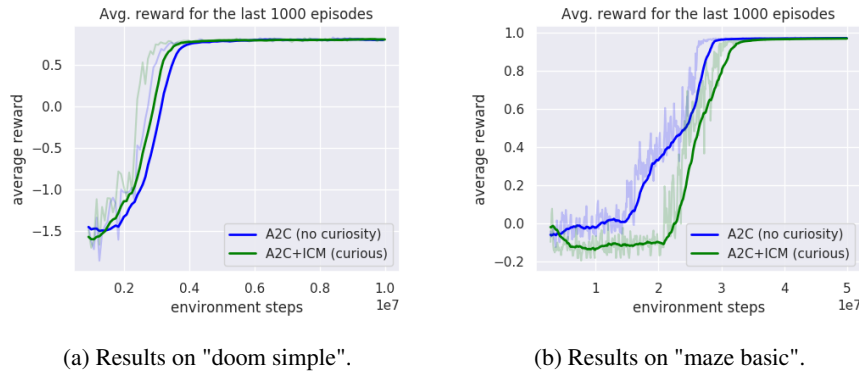 Avg. reward for the last 1000 episodes
average reward
0.5
0.0
−0.5
−1.0
−1.5
A2C (no curiosity)
A2C+ICM (curious)
0.2 0.4 0.6 0.8 1.0
1e7
environment steps
(a) Results on "doom simple".
Avg. reward for the last 1000 episodes
average reward
1.0
0.8
0.6
0.4
0.2
0.0
−0.2
A2C (no curiosity)
A2C+ICM (curious)
1 2 3 4 5
1e7
environment steps
(b) Results on "maze basic".